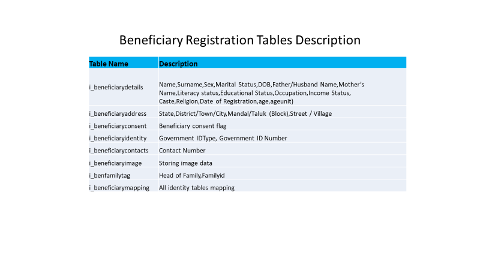 Beneficiary Registration Tables Description
Table Name Description
i_beneficiarydetails Name,Surname,Sex,Marital Status,DOB,Father/Husband Name,Mother's
Name,Literacy status,Educational Status,Occupation,Income Status,
Caste,Religion,Date of Registration,age,ageunit)
i_beneficiaryaddress State,District/Town/City,Mandal/Taluk (Block),Street / Village
i_beneficiaryconsent Beneficiary consent flag
i_beneficiaryidentity Government IDType, Government ID Number
i_beneficiarycontacts Contact Number
i_beneficiaryimage Storing image data
i_benfamilytag Head of Family,Familyid
i_beneficiarymapping All identity tables mapping